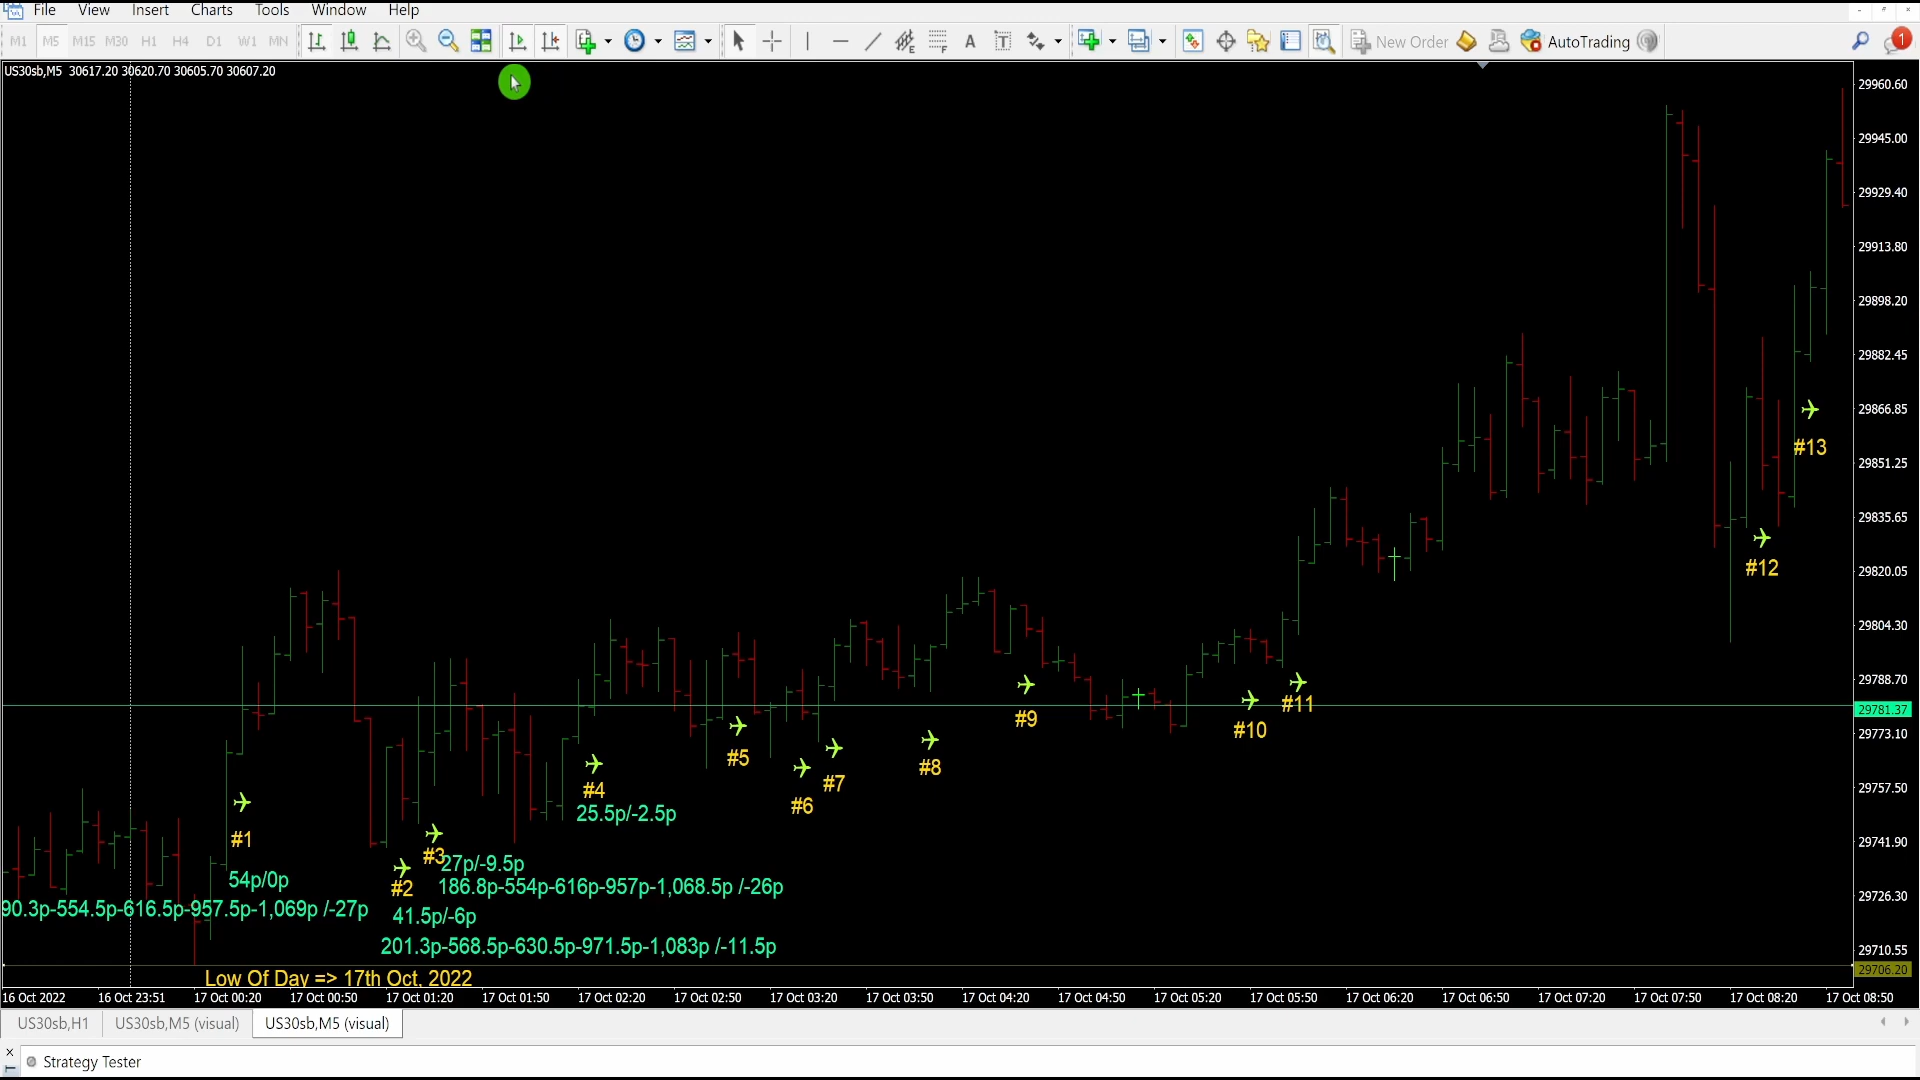 File View Insert Charts Tools Window Help
M1 M5 M15 M30 H1 H4 D1 W1 MN A T New Order AutoTrading 1
US30sb,M5 30617.20 30620.70 30605.70 30607.20
29960.60
29945.00
29929.40
29913.80
29898.20
29882.45
29866.85
29851.25
29835.65
29820.05
29804.30
29788.70
29781.37
29773.10
29757.50
29741.90
29726.30
29710.55
29706.20
#13
#12
#9
#11
#10
#5
#8
#7
#4
#6
25.5p/-2.5p
#1
#3
27p/-9.5p
54p/0p
#2
186.8p-554p-616p-957p-1,068.5p /-26p
90.3p-554.5p-616.5p-957.5p-1,069p /-27p
41.5p/-6p
201.3p-568.5p-630.5p-971.5p-1,083p /-11.5p
Low Of Day => 17th Oct, 2022
16 Oct 2022 16 Oct 23:51 17 Oct 00:20 17 Oct 00:50 17 Oct 01:20 17 Oct 01:50 17 Oct 02:20 17 Oct 02:50 17 Oct 03:20 17 Oct 03:50 17 Oct 04:20 17 Oct 04:50 17 Oct 05:20 17 Oct 05:50 17 Oct 06:20 17 Oct 06:50 17 Oct 07:20 17 Oct 07:50 17 Oct 08:20 17 Oct 08:50
US30sb,H1 US30sb,M5 (visual) US30sb,M5 (visual)
Strategy Tester